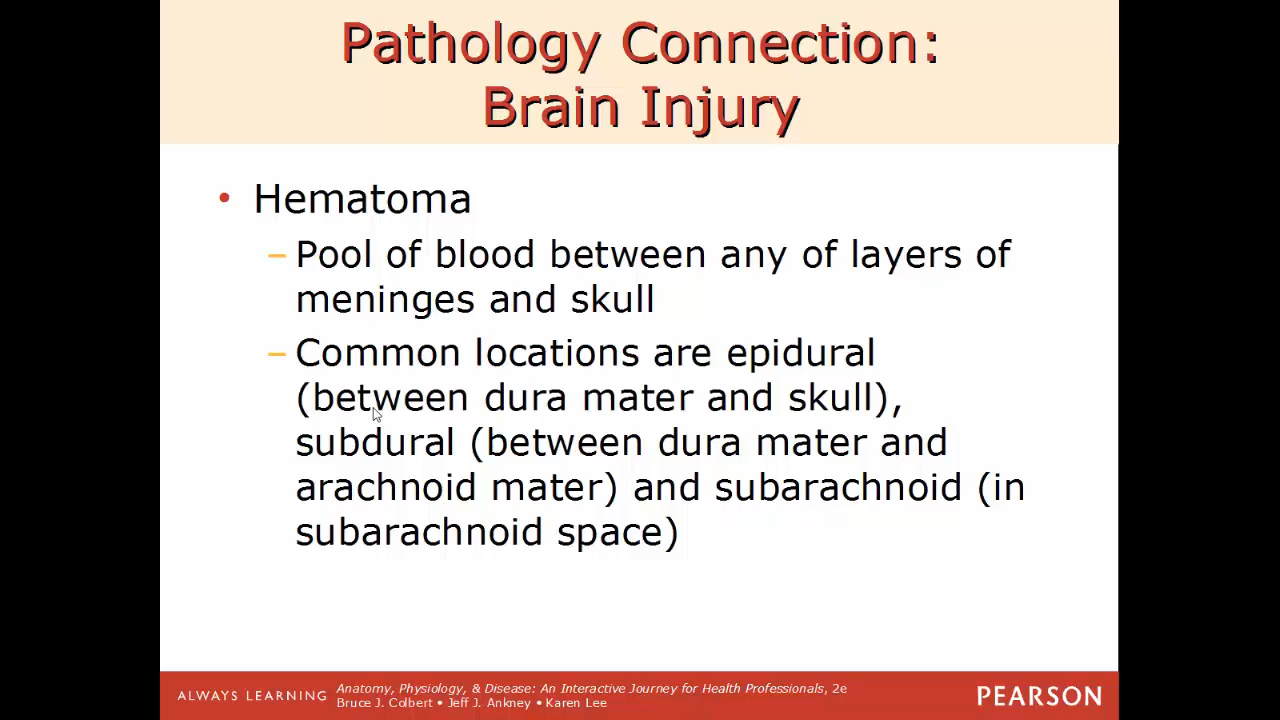 Pathology Connection:
Brain Injury
• Hematoma
– Pool of blood between any of layers of
meninges and skull
– Common locations are epidural
(between dura mater and skull),
subdural (between dura mater and
arachnoid mater) and subarachnoid (in
subarachnoid space)
ALWAYS LEARNING
Anatomy, Physiology, & Disease: An Interactive Journey for Health Professionals, 2e
Bruce J. Colbert • Jeff J. Ankney • Karen Lee
PEARSON